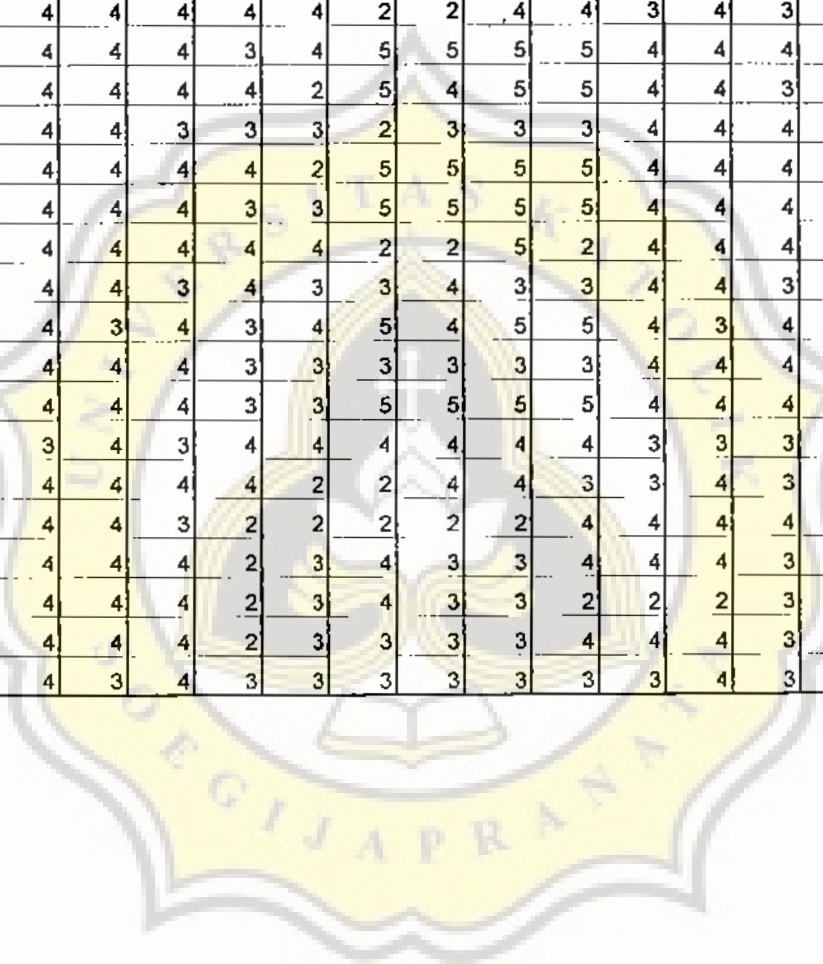 4 4 4 4 4 2 2 4 4 3 4 3
4 4 4 3 4 5 5 5 5 4 4 4
4 4 4 4 2 5 4 5 5 4 4 3
4 4 3 3 3 2 3 3 3 4 4 4
4 4 4 4 2 5 5 5 5 4 4 4
4 4 4 3 3 5 5 5 5 4 4 4
4 4 4 4 4 2 2 5 2 4 4 4
4 4 3 4 3 3 4 3 3 4 4 3
4 3 4 3 4 5 4 5 5 4 3 4
4 4 4 3 3 3 3 3 3 4 4 4
4 4 4 3 3 5 5 5 5 4 4 4
3 4 3 4 4 4 4 4 4 3 3 3
4 4 4 4 2 2 4 4 3 3 4 3
4 4 3 2 2 2 2 2 4 4 4 4
4 4 4 2 3 4 3 3 4 4 4 3
4 4 4 2 3 4 3 3 2 2 2 3
4 4 4 2 3 3 3 3 4 4 4 3
4 3 4 3 3 3 3 3 3 3 4 3
UNIVERSITAS KATOLIK
SOEGIJAPRANATA